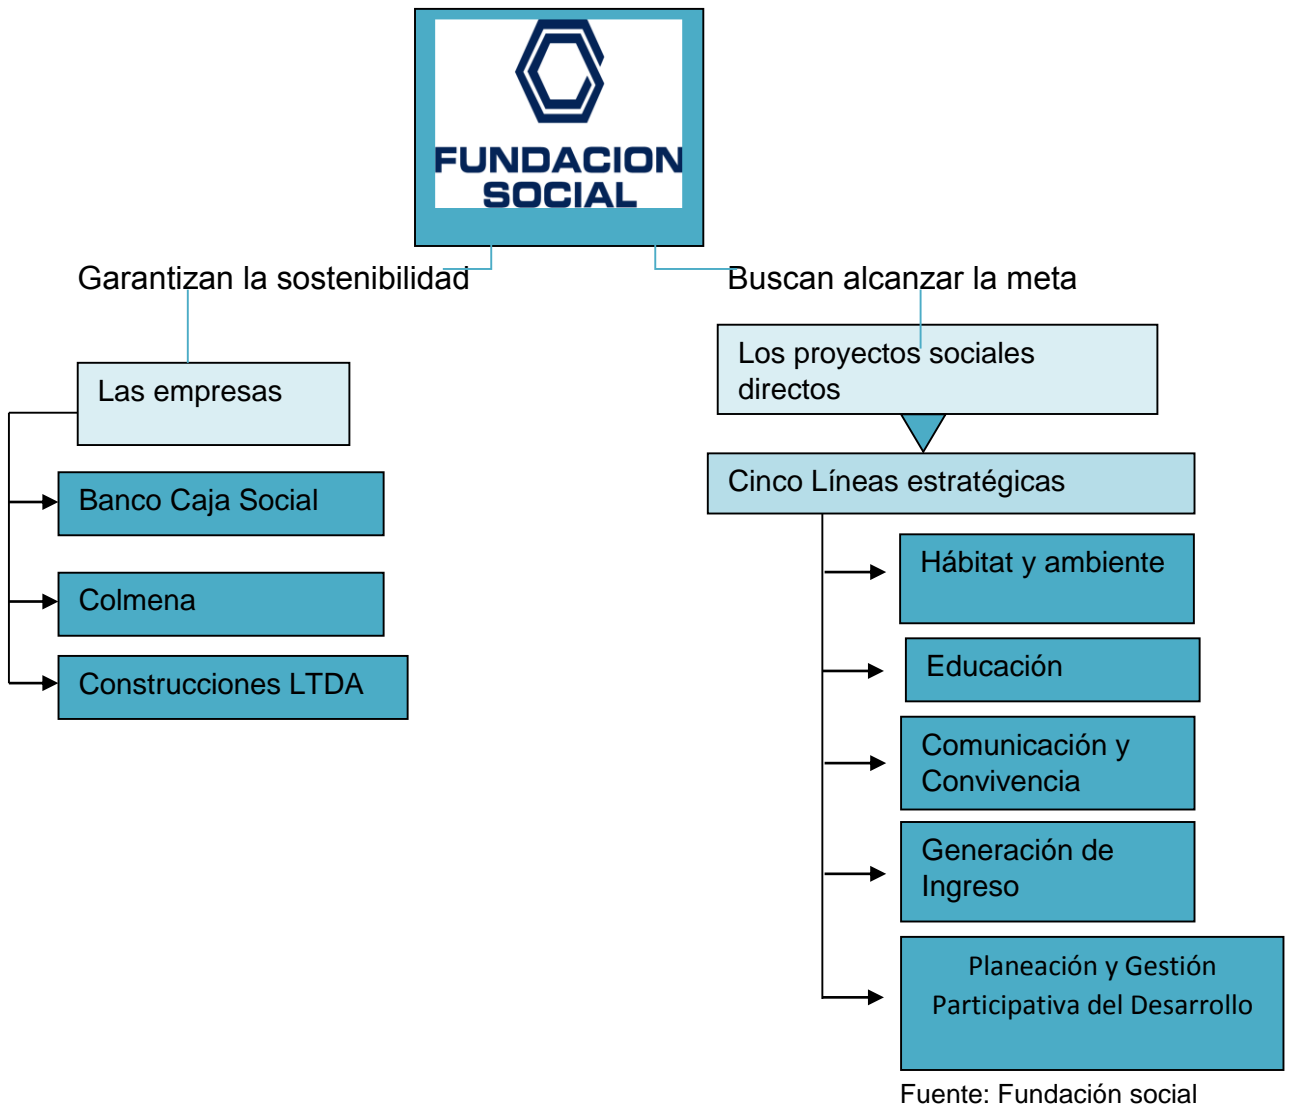 FUNDACION
SOCIAL
Garantizan la sostenibilidad
Las empresas
Banco Caja Social
Colmena
Construcciones LTDA
Buscan alcanzar la meta
Los proyectos sociales
directos
Cinco Líneas estratégicas
Hábitat y ambiente
Educación
Comunicación y
Convivencia
Generación de
Ingreso
Planeación y Gestión
Participativa del Desarrollo
Fuente: Fundación social